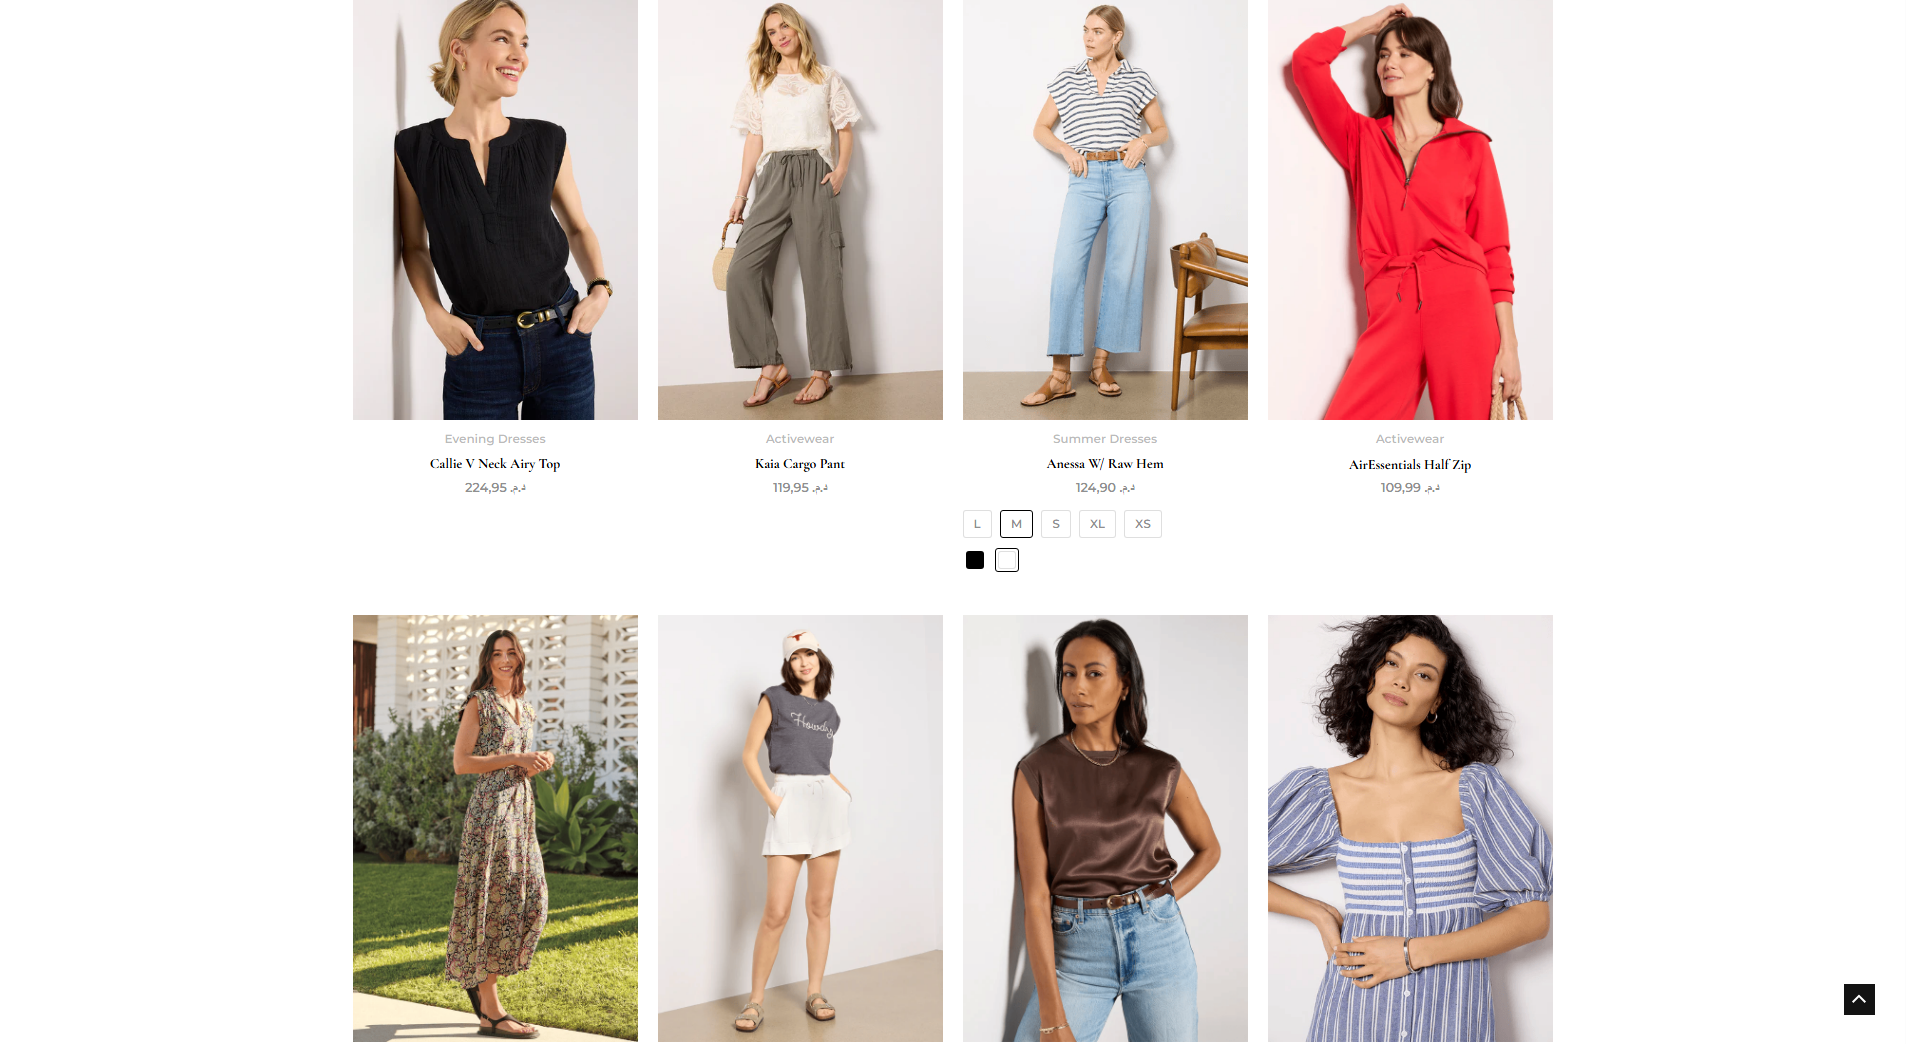 Evening Dresses
Callie V Neck Airy Top
224,95 د.م.
Activewear
Kaia Cargo Pant
119,95 د.م.
Summer Dresses
Anessa W/ Raw Hem
124,90 د.م.
L M S XL XS
Activewear
AirEssentials Half Zip
109,99 د.م.
Howdy